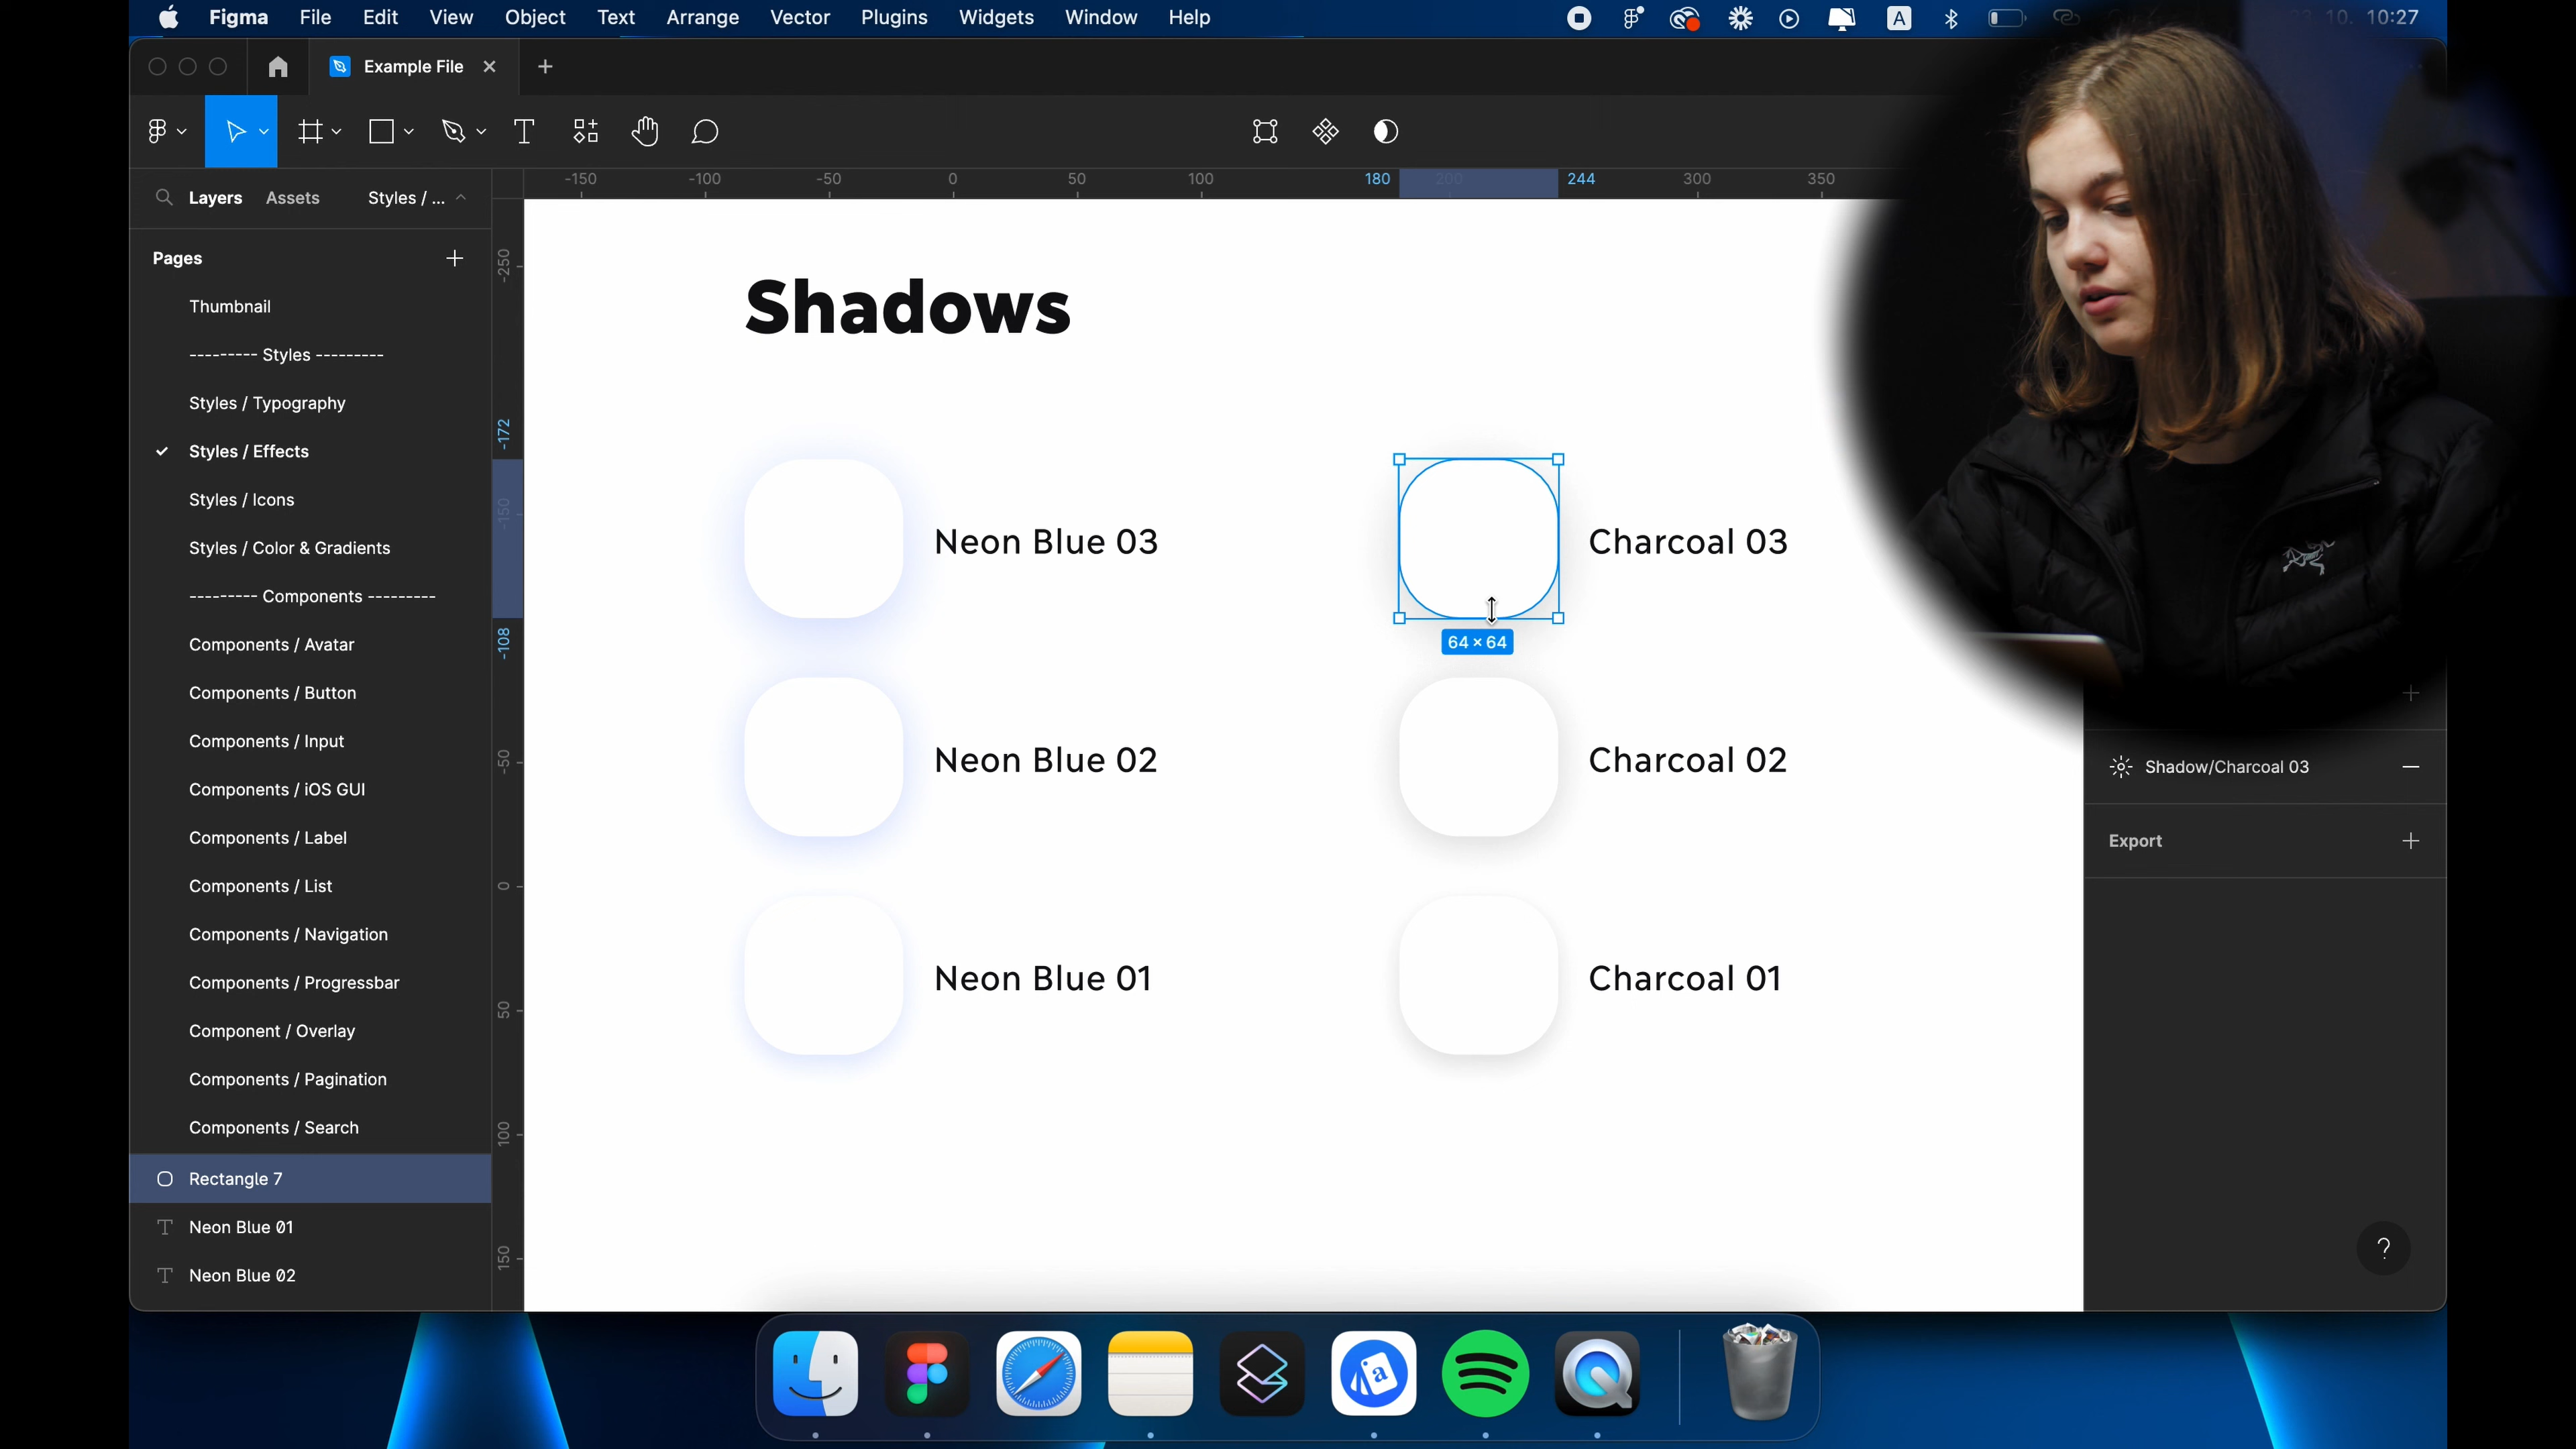 Figma File Edit View Object Text Arrange Vector Plugins Widgets Window Help
A
10. 10:27
Example File
T
-150 -100 -50 0 50 100 180 200 244 300 350
Layers Assets Styles / ...
Pages
Thumbnail
--------- Styles ---------
Styles / Typography
Styles / Effects
Styles / Icons
Styles / Color & Gradients
--------- Components ---------
Components / Avatar
Components / Button
Components / Input
Components / iOS GUI
Components / Label
Components / List
Components / Navigation
Components / Progressbar
Component / Overlay
Components / Pagination
Components / Search
Rectangle 7
T Neon Blue 01
T Neon Blue 02
-250
-172
-150
-108
-50
0
50
100
150
Shadows
Neon Blue 03
Charcoal 03
64 × 64
Neon Blue 02
Charcoal 02
Neon Blue 01
Charcoal 01
Shadow/Charcoal 03
Export
?
a